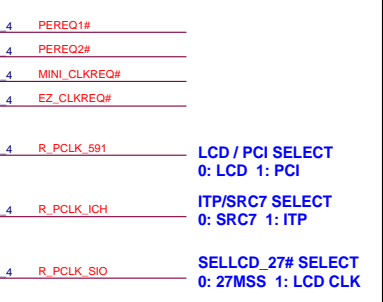 _4 PEREQ1#
_4 PEREQ2#
_4 MINI_CLKREQ#
_4 EZ_CLKREQ#
_4 R_PCLK_591
LCD / PCI SELECT
0: LCD 1: PCI
_4 R_PCLK_ICH
ITP/SRC7 SELECT
0: SRC7 1: ITP
_4 R_PCLK_SIO
SELLCD_27# SELECT
0: 27MSS 1: LCD CLK